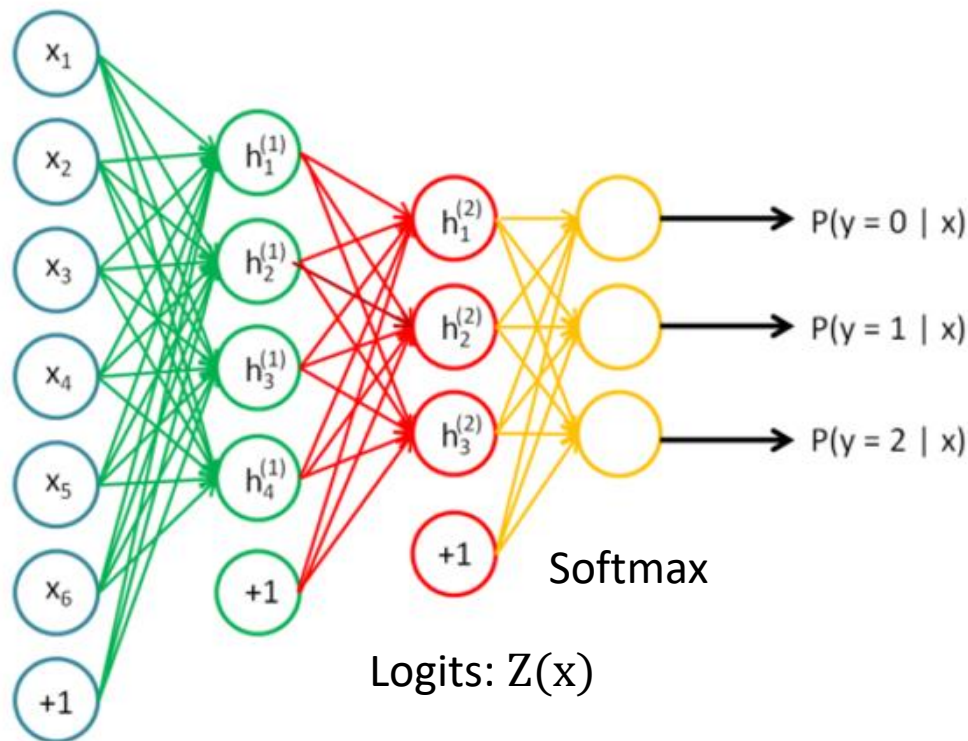 x₁
x₂
x₃
x₄
x₅
x₆
+1
h₁⁽¹⁾
h₂⁽¹⁾
h₃⁽¹⁾
h₄⁽¹⁾
+1
h₁⁽²⁾
h₂⁽²⁾
h₃⁽²⁾
+1
P(y = 0 | x)
P(y = 1 | x)
P(y = 2 | x)
Softmax
Logits: Z(x)